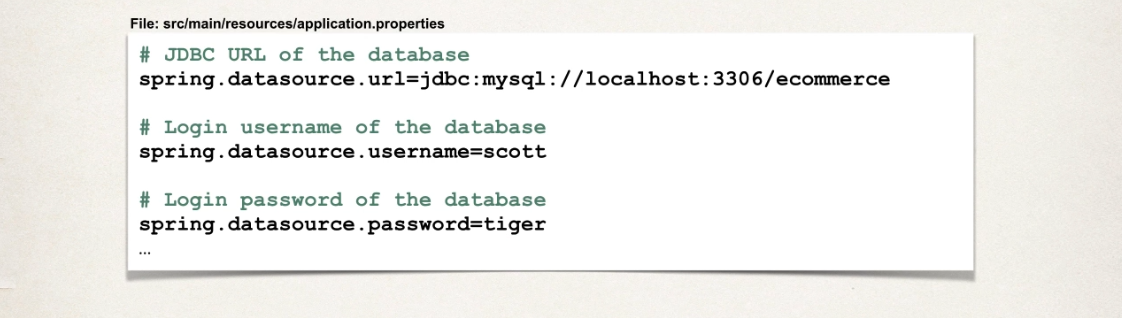 File: src/main/resources/application.properties
# JDBC URL of the database
spring.datasource.url=jdbc:mysql://localhost:3306/ecommerce
# Login username of the database
spring.datasource.username=scott
# Login password of the database
spring.datasource.password=tiger
...